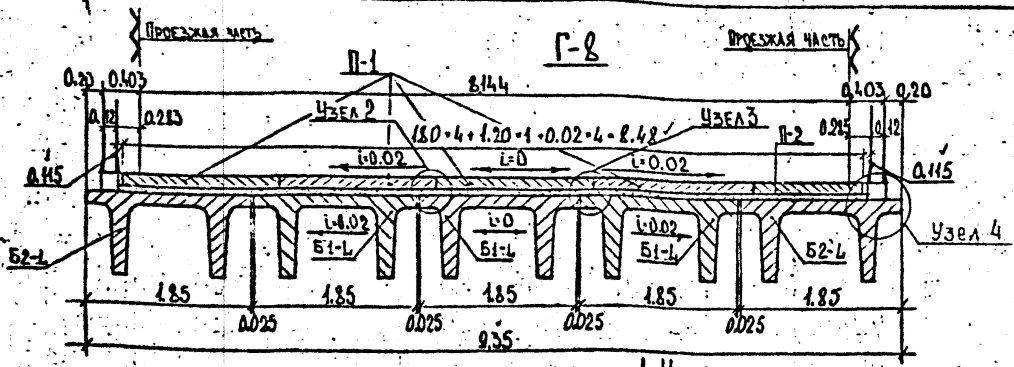 Проезжая часть
Г-8
Проезжая часть
П-1
0.20 0.403 8.144 0.403 0.20
0.12 0.283 Узел 2 1.80×4+1.20×1+0.02×4=8.48 Узел 3 0.285 П-2 0.12
0.115 i=0.02 i=0 i=0.02 0.115
i=0.02 i=0 i=0.02
Б2-L Б1-L Б1-L Б1-L Б2-L Узел 4
1.85 1.85 1.85 1.85 1.85
0.025 0.025 0.025 0.025
9.35